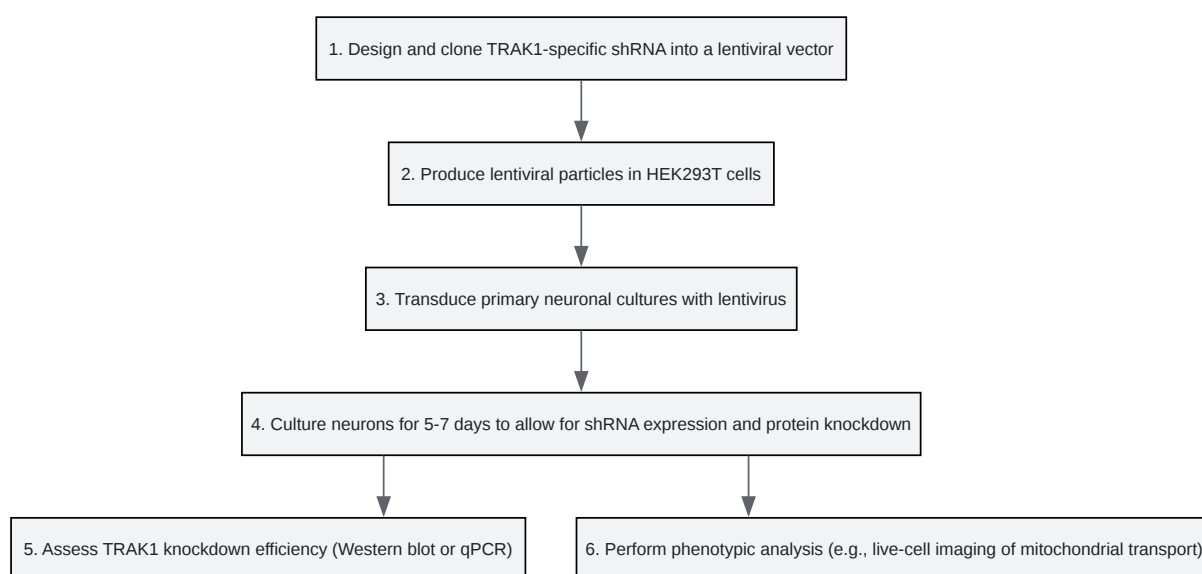 1. Design and clone TRAK1-specific shRNA into a lentiviral vector
2. Produce lentiviral particles in HEK293T cells
3. Transduce primary neuronal cultures with lentivirus
4. Culture neurons for 5-7 days to allow for shRNA expression and protein knockdown
5. Assess TRAK1 knockdown efficiency (Western blot or qPCR)
6. Perform phenotypic analysis (e.g., live-cell imaging of mitochondrial transport)